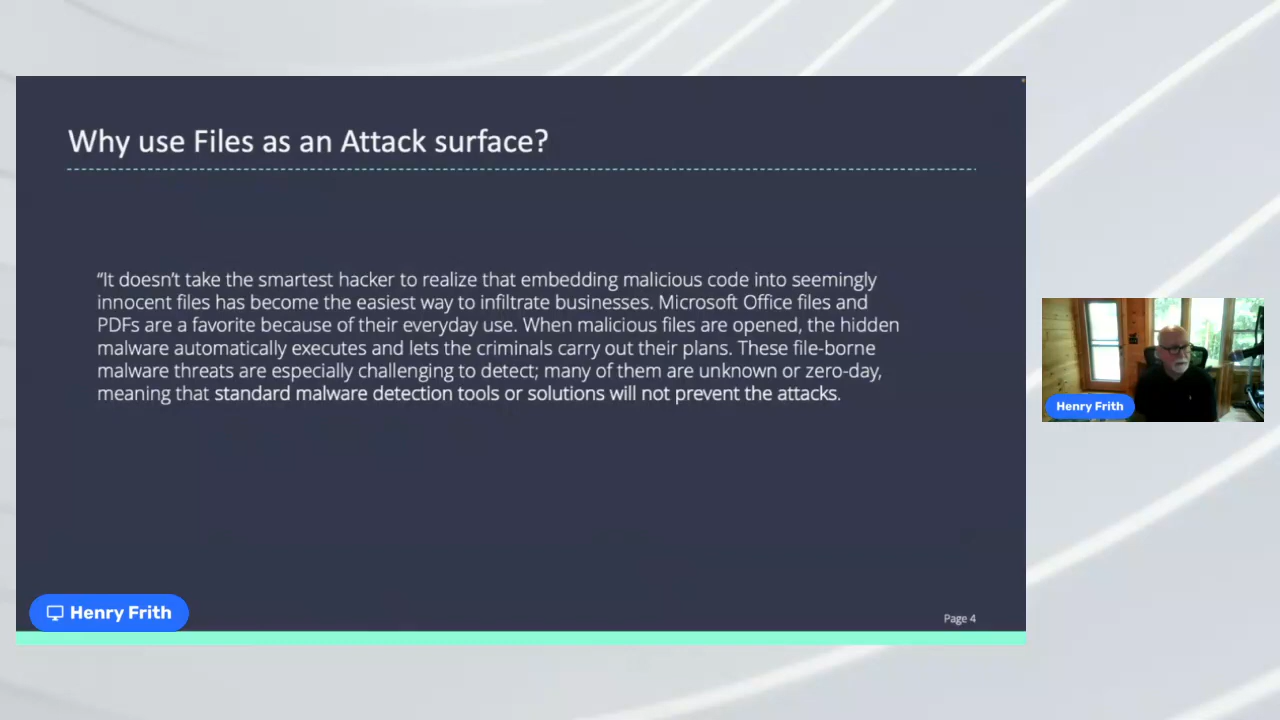 Why use Files as an Attack surface?
“It doesn’t take the smartest hacker to realize that embedding malicious code into seemingly
innocent files has become the easiest way to infiltrate businesses. Microsoft Office files and
PDFs are a favorite because of their everyday use. When malicious files are opened, the hidden
malware automatically executes and lets the criminals carry out their plans. These file-borne
malware threats are especially challenging to detect; many of them are unknown or zero-day,
meaning that standard malware detection tools or solutions will not prevent the attacks.
Henry Frith
Page 4
Henry Frith